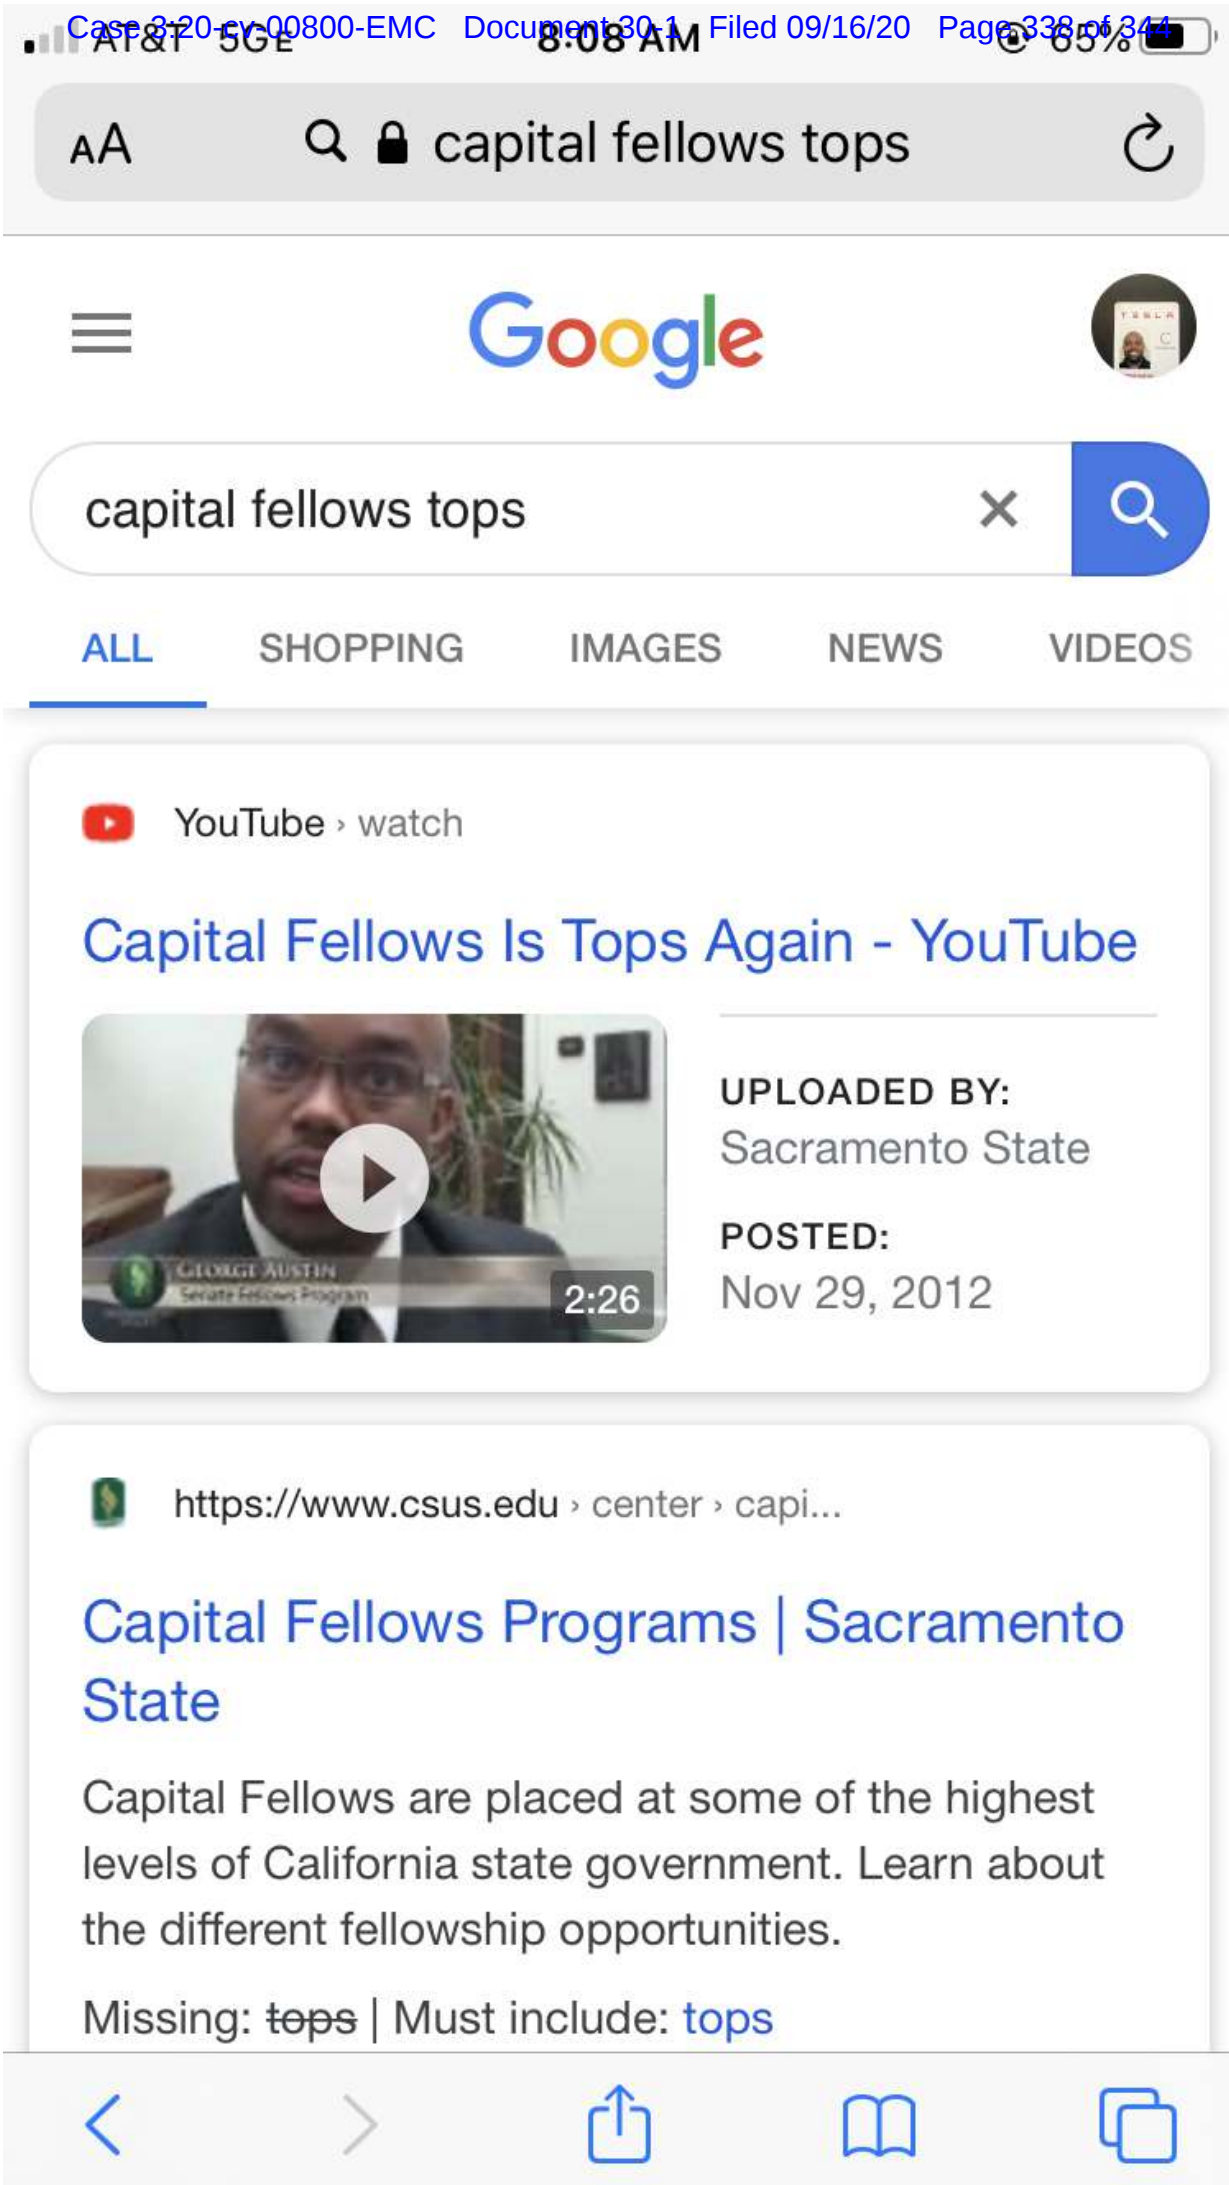 Case 3:20-cv-00800-EMC Document 30-1 Filed 09/16/20 Page 338 of 344
AT&T 5GE 8:08 AM 65%
AA capital fellows tops
Google
TESLA
capital fellows tops
ALL SHOPPING IMAGES NEWS VIDEOS
YouTube › watch
Capital Fellows Is Tops Again - YouTube
UPLOADED BY:
Sacramento State
POSTED:
Nov 29, 2012
GEORGE AUSTIN
Senate Fellows Program
2:26
https://www.csus.edu › center › capi...
Capital Fellows Programs | Sacramento
State
Capital Fellows are placed at some of the highest
levels of California state government. Learn about
the different fellowship opportunities.
Missing: tops | Must include: tops